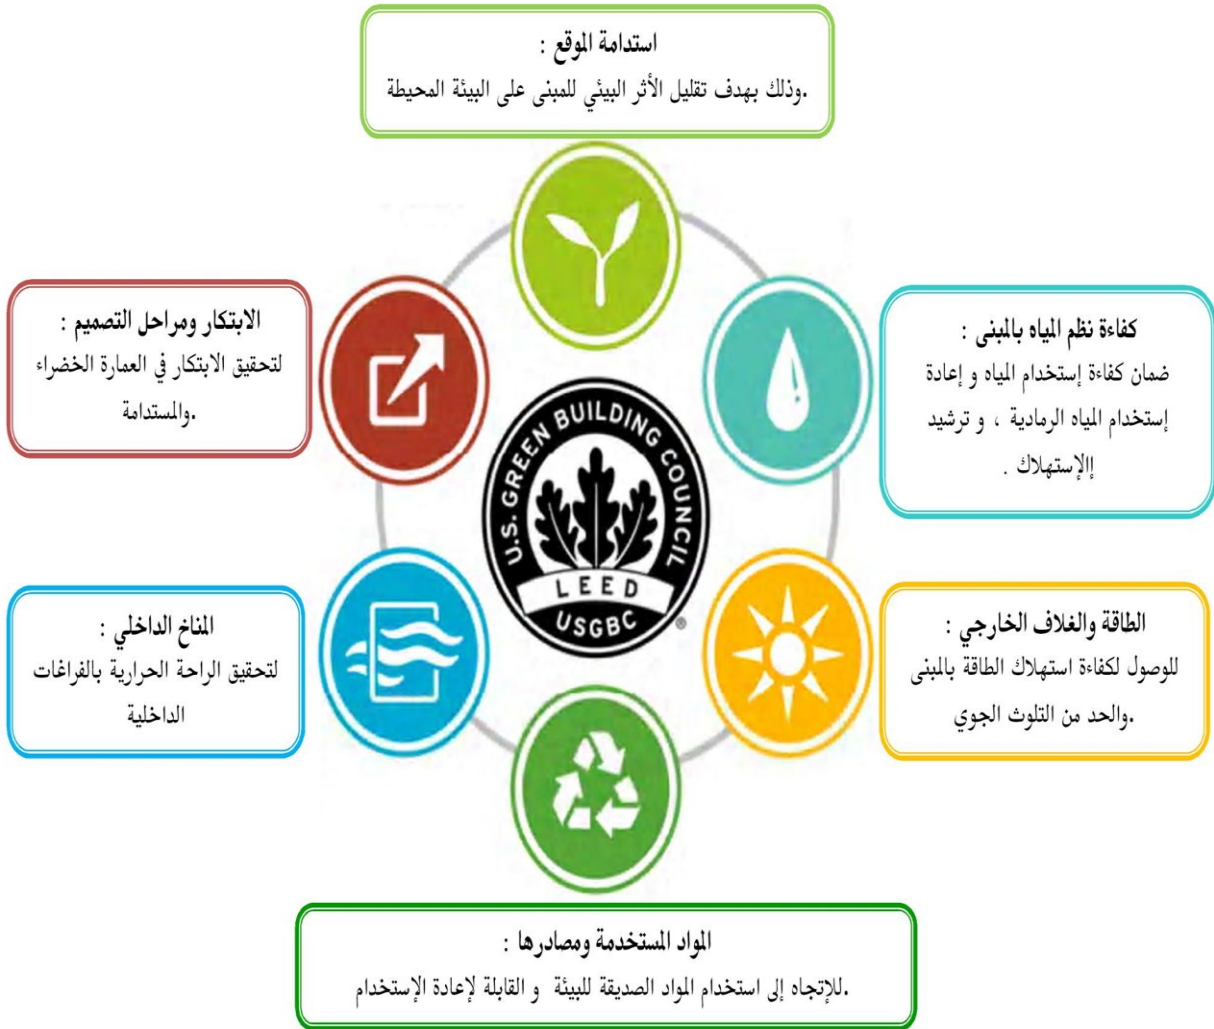 استدامة الموقع :
وذلك بهدف تقليل الأثر البيئي للمبنى على البيئة المحيطة.
كفاءة نظم المياه بالمبنى :
ضمان كفاءة إستخدام المياه و إعادة
إستخدام المياه الرمادية ، و ترشيد
إالإستهلاك .
الابتكار ومراحل التصميم :
لتحقيق الابتكار في العمارة الخضراء
والمستدامة.
U.S. GREEN BUILDING COUNCIL
LEED
USGBC
®
الطاقة والغلاف الخارجي :
للوصول لكفاءة استهلاك الطاقة بالمبنى
والحد من التلوث الجوي.
المناخ الداخلي :
لتحقيق الراحة الحرارية بالفراغات
الداخلية
المواد المستخدمة ومصادرها :
للإتجاه إلى استخدام المواد الصديقة للبيئة و القابلة لإعادة الإستخدام.